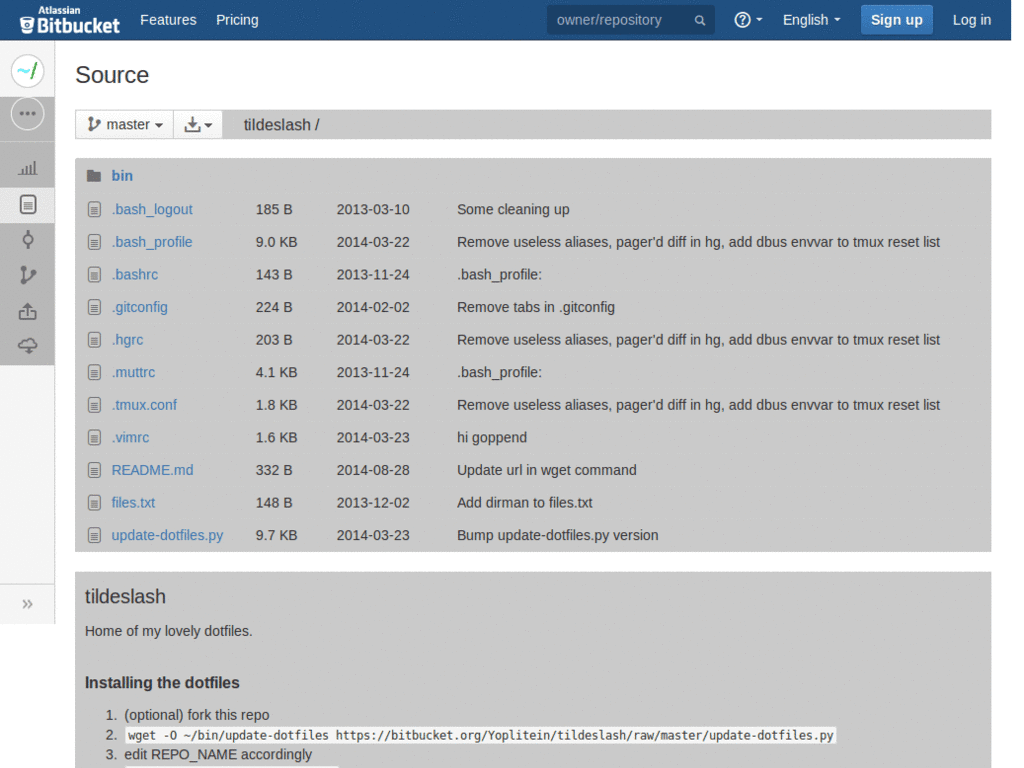 Atlassian
Bitbucket Features Pricing owner/repository English Sign up Log in
Source
master tildeslash /
bin
.bash_logout 185 B 2013-03-10 Some cleaning up
.bash_profile 9.0 KB 2014-03-22 Remove useless aliases, pager'd diff in hg, add dbus envvar to tmux reset list
.bashrc 143 B 2013-11-24 .bash_profile:
.gitconfig 224 B 2014-02-02 Remove tabs in .gitconfig
.hgrc 203 B 2014-03-22 Remove useless aliases, pager'd diff in hg, add dbus envvar to tmux reset list
.muttrc 4.1 KB 2013-11-24 .bash_profile:
.tmux.conf 1.8 KB 2014-03-22 Remove useless aliases, pager'd diff in hg, add dbus envvar to tmux reset list
.vimrc 1.6 KB 2014-03-23 hi goppend
README.md 332 B 2014-08-28 Update url in wget command
files.txt 148 B 2013-12-02 Add dirman to files.txt
update-dotfiles.py 9.7 KB 2014-03-23 Bump update-dotfiles.py version
tildeslash
Home of my lovely dotfiles.
Installing the dotfiles
1. (optional) fork this repo
2. wget -O ~/bin/update-dotfiles https://bitbucket.org/Yoplitein/tildeslash/raw/master/update-dotfiles.py
3. edit REPO_NAME accordingly